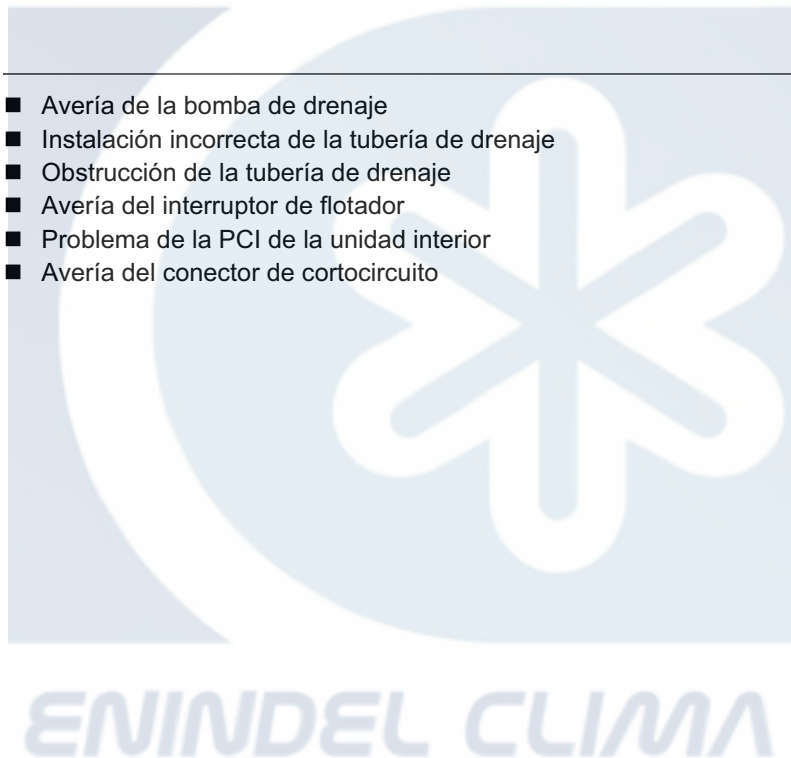 ■ Avería de la bomba de drenaje
■ Instalación incorrecta de la tubería de drenaje
■ Obstrucción de la tubería de drenaje
■ Avería del interruptor de flotador
■ Problema de la PCI de la unidad interior
■ Avería del conector de cortocircuito
ENINDEL CLIMA